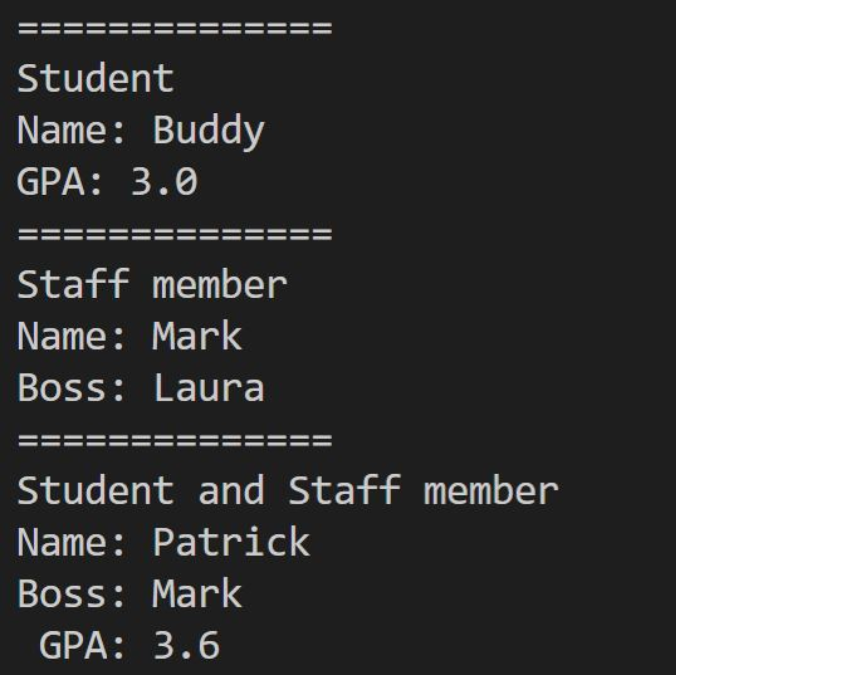 ==============
Student
Name: Buddy
GPA: 3.0
==============
Staff member
Name: Mark
Boss: Laura
==============
Student and Staff member
Name: Patrick
Boss: Mark
 GPA: 3.6